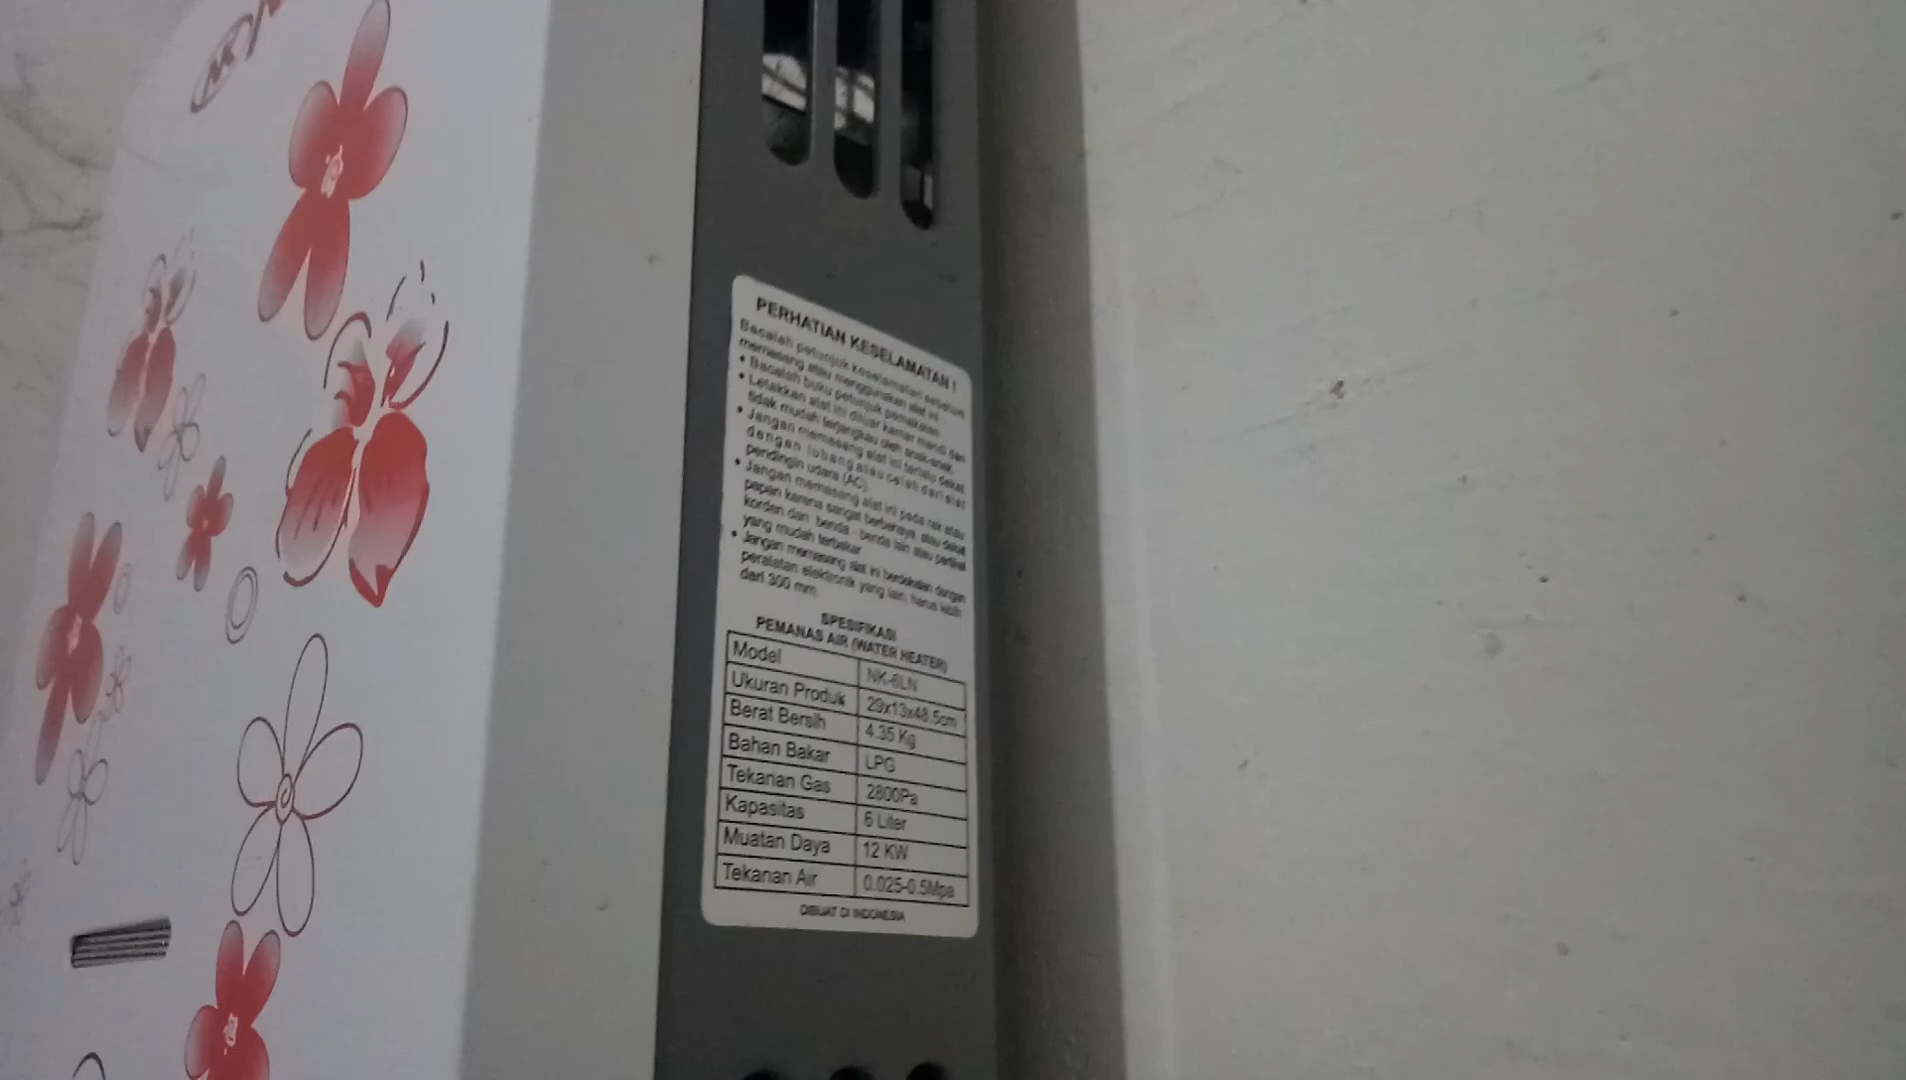 PERHATIAN KESELAMATAN !
Bacalah petunjuk keselamatan sebelum
memasang atau menggunakan alat ini
• Bacalah buku petunjuk pemakaian.
• Letakkan alat ini diluar kamar mandi dan
tidak mudah terjangkau oleh anak-anak.
• Jangan memasang alat ini terlalu dekat
dengan lubang atau celah dari alat
pendingin udara (AC).
• Jangan memasang alat ini pada rak atau
papan karena sangat berbahaya atau dekat
korden dan benda - benda lain atau partikel
yang mudah terbakar
• Jangan memasang alat ini berdekatan dengan
peralatan elektronik yang lain, harus lebih
dari 300 mm.
SPESIFIKASI
PEMANAS AIR (WATER HEATER)
Model NK-6LN
Ukuran Produk 29x13x48.5cm
Berat Bersih 4.35 Kg
Bahan Bakar LPG
Tekanan Gas 2800Pa
Kapasitas 6 Liter
Muatan Daya 12 KW
Tekanan Air 0.025-0.5Mpa
DIBUAT DI INDONESIA